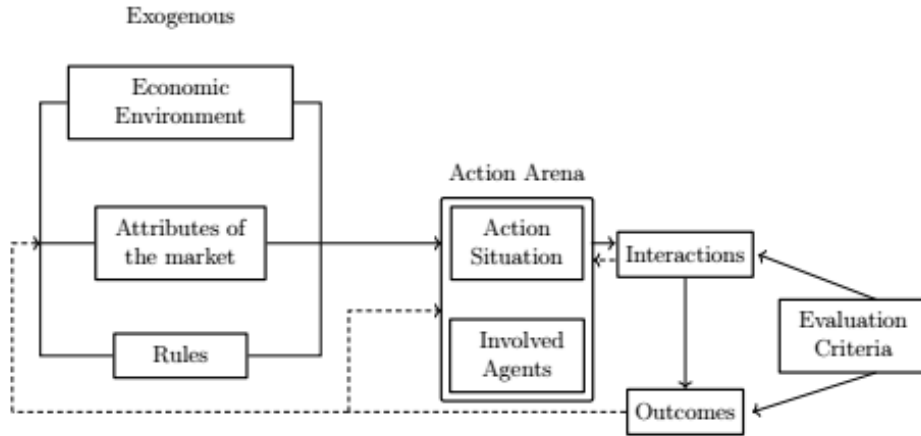 Exogenous
Economic
Environment
Attributes of
the market
Rules
Action Arena
Action
Situation
Involved
Agents
Interactions
Outcomes
Evaluation
Criteria